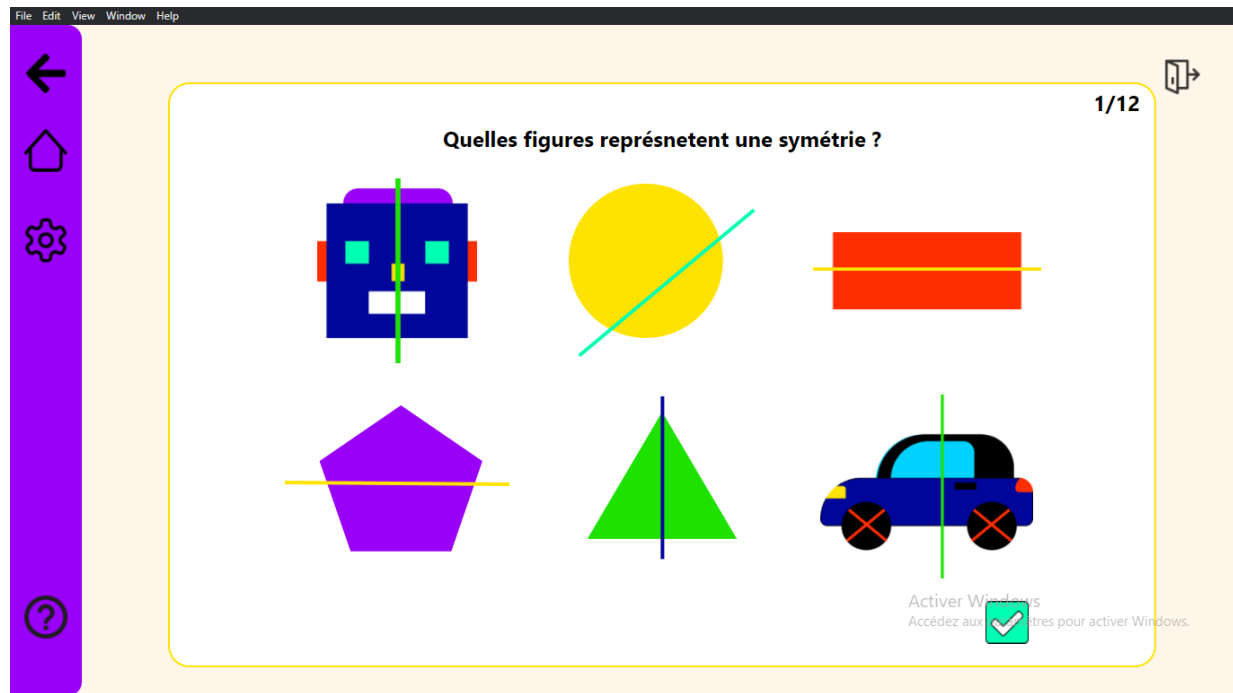 File Edit View Window Help
1/12
Quelles figures représnetent une symétrie ?
Activer Windows
Accédez aux paramètres pour activer Windows.